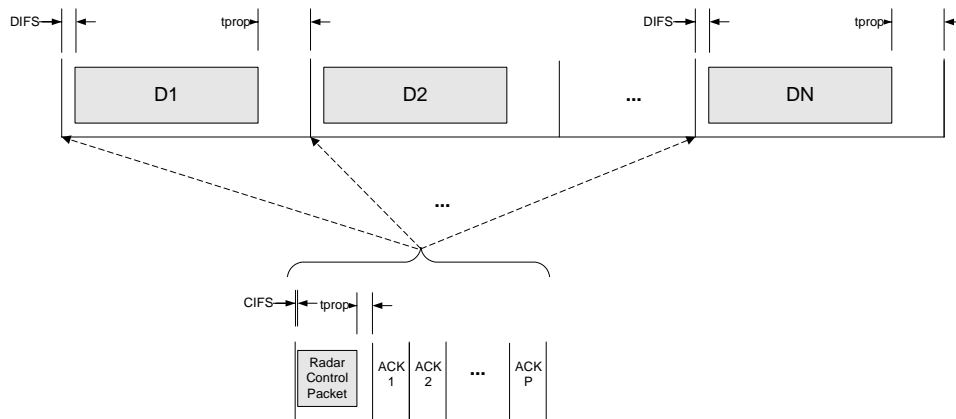 DIFS
tprop
DIFS
tprop
D1
D2
...
DN
...
CIFS
tprop
Radar
Control
Packet
ACK
1
ACK
2
...
ACK
P